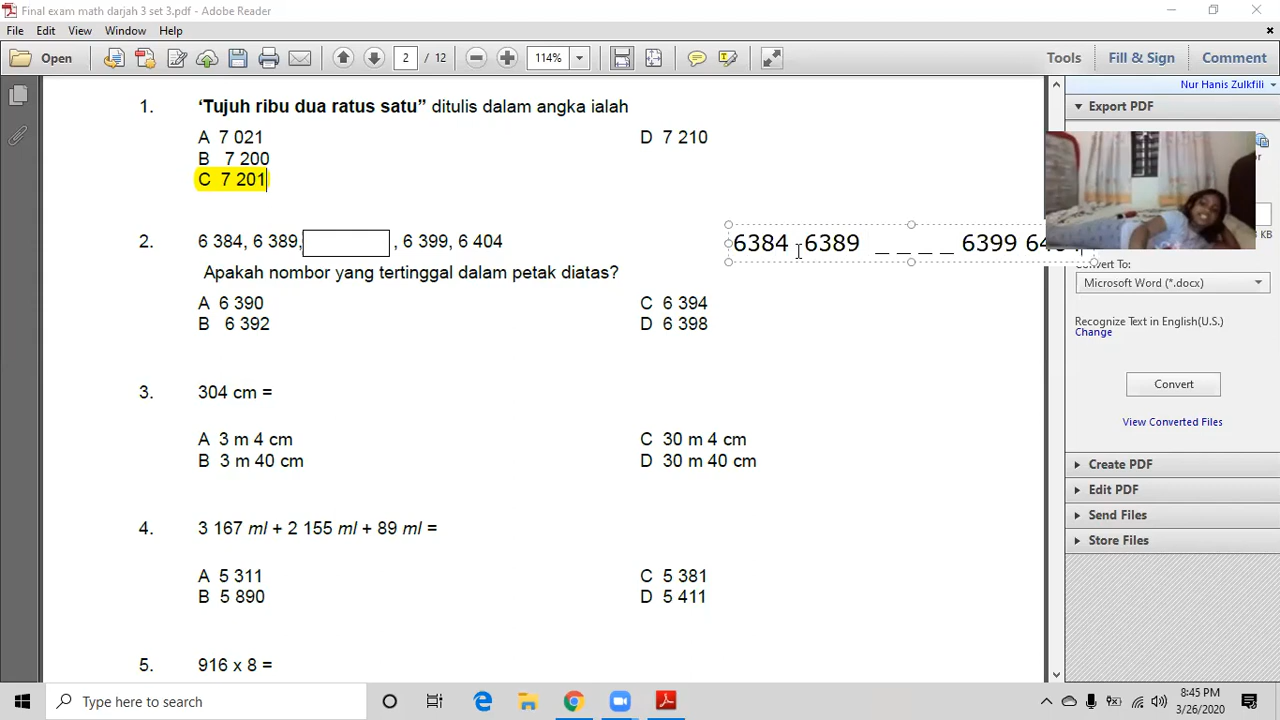 Final exam math darjah 3 set 3.pdf - Adobe Reader
File Edit View Window Help
Open 2 / 12 114% Tools Fill & Sign Comment
Nur Hanis Zulkfili
Export PDF
KB
Convert To:
Microsoft Word (*.docx)
Recognize Text in English(U.S.)
Change
Convert
View Converted Files
Create PDF
Edit PDF
Send Files
Store Files
1. ‘Tujuh ribu dua ratus satu” ditulis dalam angka ialah
A 7 021 D 7 210
B 7 200
C 7 201
2. 6 384, 6 389, , 6 399, 6 404
6384 6389 _ _ _ _ 6399
Apakah nombor yang tertinggal dalam petak diatas?
A 6 390 C 6 394
B 6 392 D 6 398
3. 304 cm =
A 3 m 4 cm C 30 m 4 cm
B 3 m 40 cm D 30 m 40 cm
4. 3 167 ml + 2 155 ml + 89 ml =
A 5 311 C 5 381
B 5 890 D 5 411
5. 916 x 8 =
Type here to search
8:45 PM
3/26/2020